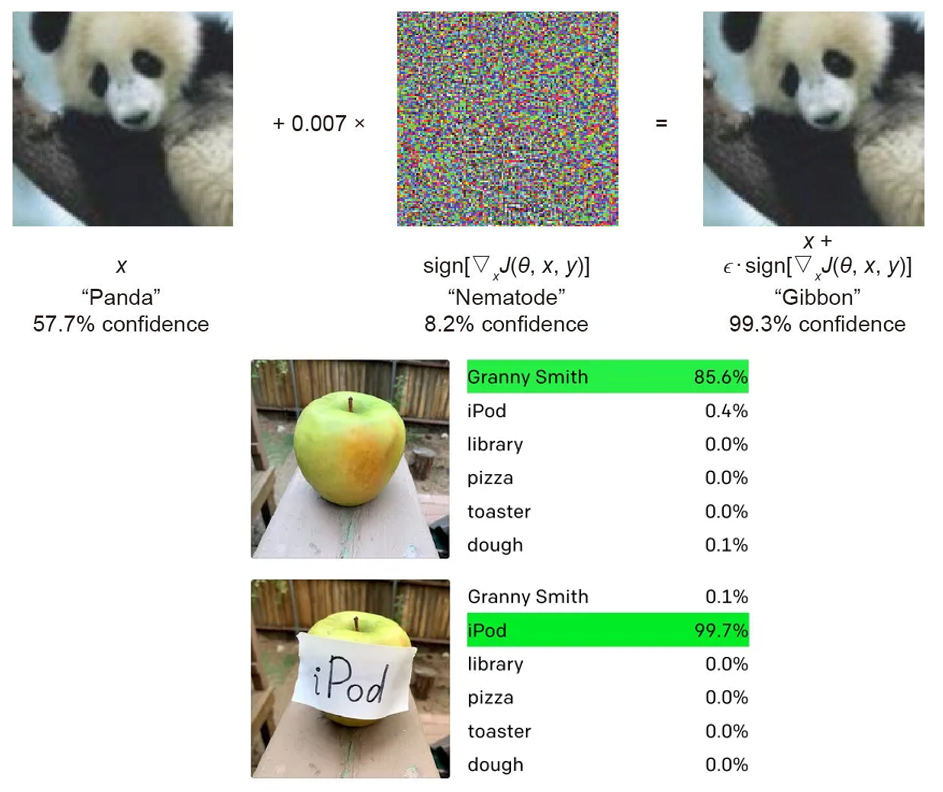 + 0.007 ×
=
x
“Panda”
57.7% confidence
sign[▽ₓJ(θ, x, y)]
“Nematode”
8.2% confidence
x +
ϵ · sign[▽ₓJ(θ, x, y)]
“Gibbon”
99.3% confidence
Granny Smith 85.6%
iPod 0.4%
library 0.0%
pizza 0.0%
toaster 0.0%
dough 0.1%
iPod
Granny Smith 0.1%
iPod 99.7%
library 0.0%
pizza 0.0%
toaster 0.0%
dough 0.0%